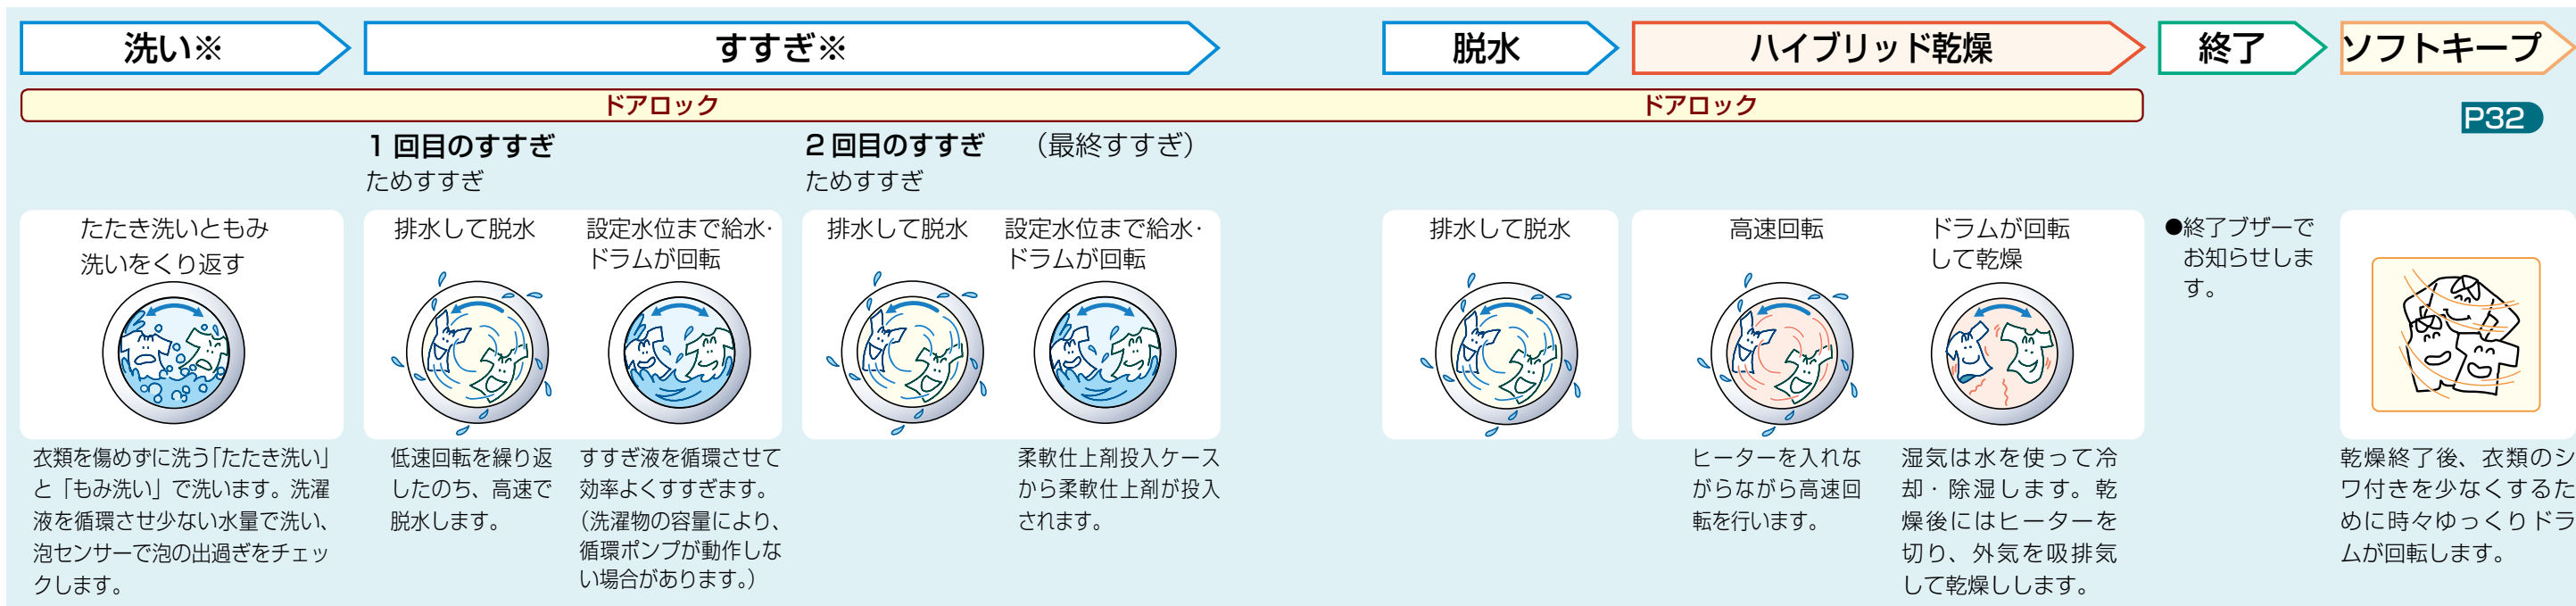 洗い※
すすぎ※
脱水
ハイブリッド乾燥
終了
ソフトキープ
ドアロック
ドアロック
P32
1回目のすすぎ
ためすすぎ
2回目のすすぎ （最終すすぎ）
ためすすぎ
たたき洗いともみ
洗いをくり返す
排水して脱水
設定水位まで給水・
ドラムが回転
排水して脱水
設定水位まで給水・
ドラムが回転
排水して脱水
高速回転
ドラムが回転
して乾燥
●終了ブザーで
お知らせしま
す。
衣類を傷めずに洗う「たたき洗い」
と「もみ洗い」で洗います。洗濯
液を循環させ少ない水量で洗い、
泡センサーで泡の出過ぎをチェッ
クします。
低速回転を繰り返
したのち、高速で
脱水します。
すすぎ液を循環させて
効率よくすすぎます。
（洗濯物の容量により、
循環ポンプが動作しな
い場合があります。）
柔軟仕上剤投入ケース
から柔軟仕上剤が投入
されます。
ヒーターを入れな
がらながら高速回
転を行います。
湿気は水を使って冷
却・除湿します。乾
燥後にはヒーターを
切り、外気を吸排気
して乾燥しします。
乾燥終了後、衣類のシ
ワ付きを少なくするた
めに時々ゆっくりドラ
ムが回転します。